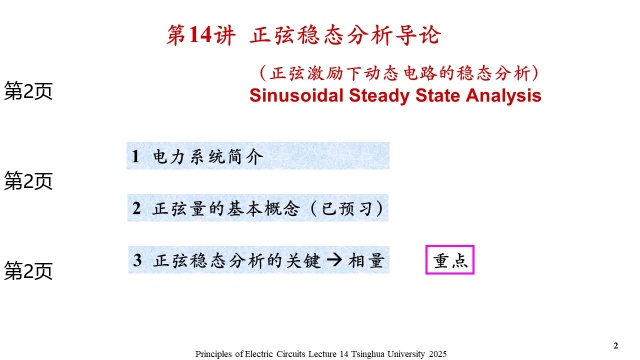 第14讲 正弦稳态分析导论
（正弦激励下动态电路的稳态分析）
第2页
Sinusoidal Steady State Analysis
1 电力系统简介
第2页
2 正弦量的基本概念（已预习）
3 正弦稳态分析的关键→相量 重点
第2页
2
Principles of Electric Circuits Lecture 14 Tsinghua University 2025